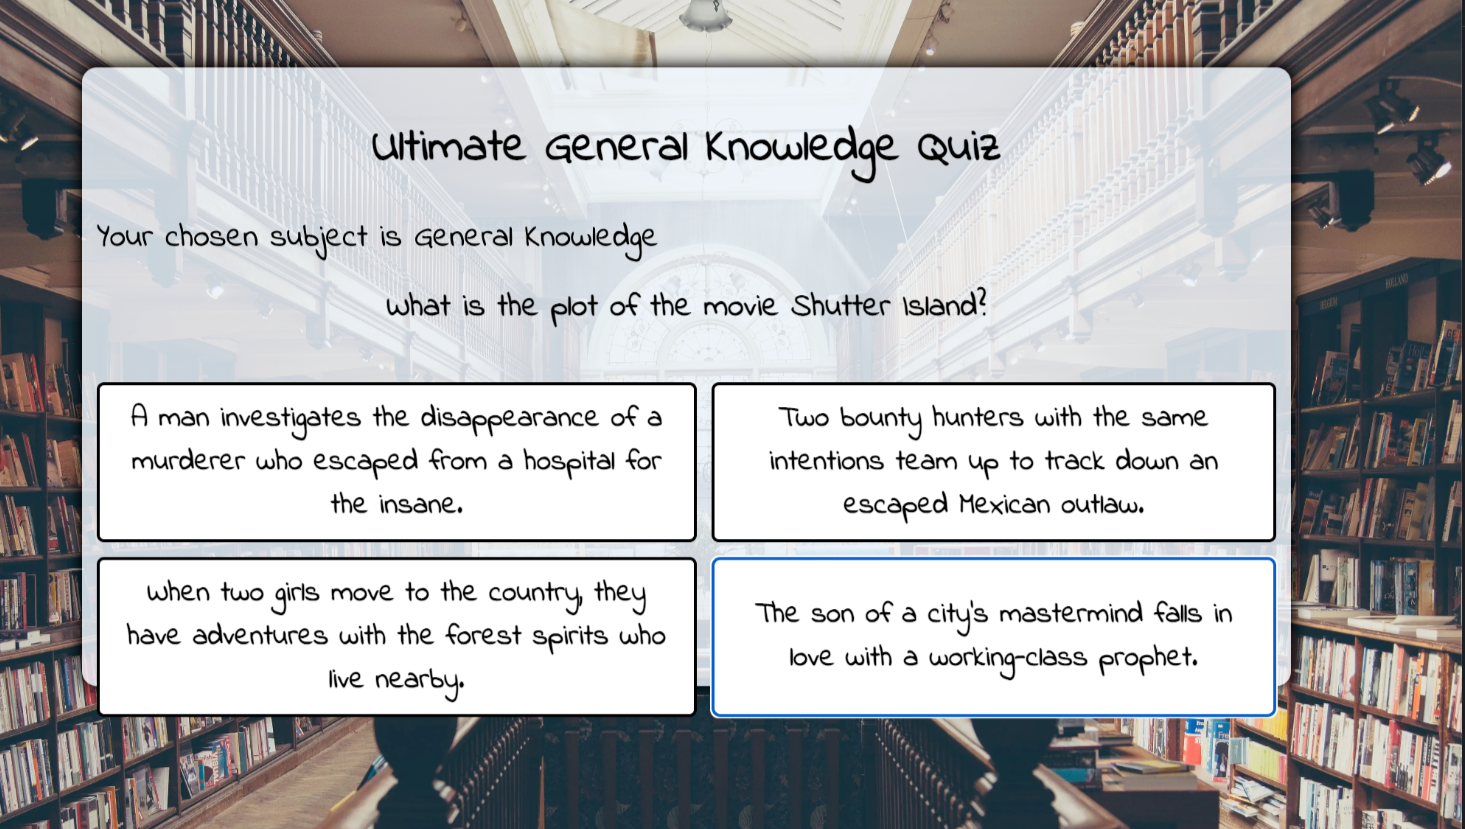 Ultimate General Knowledge Quiz
Your chosen subject is General Knowledge
What is the plot of the movie Shutter Island?
A man investigates the disappearance of a
murderer who escaped from a hospital for
the insane.
Two bounty hunters with the same
intentions team up to track down an
escaped Mexican outlaw.
When two girls move to the country, they
have adventures with the forest spirits who
live nearby.
The son of a city's mastermind falls in
love with a working-class prophet.
HOLLAND